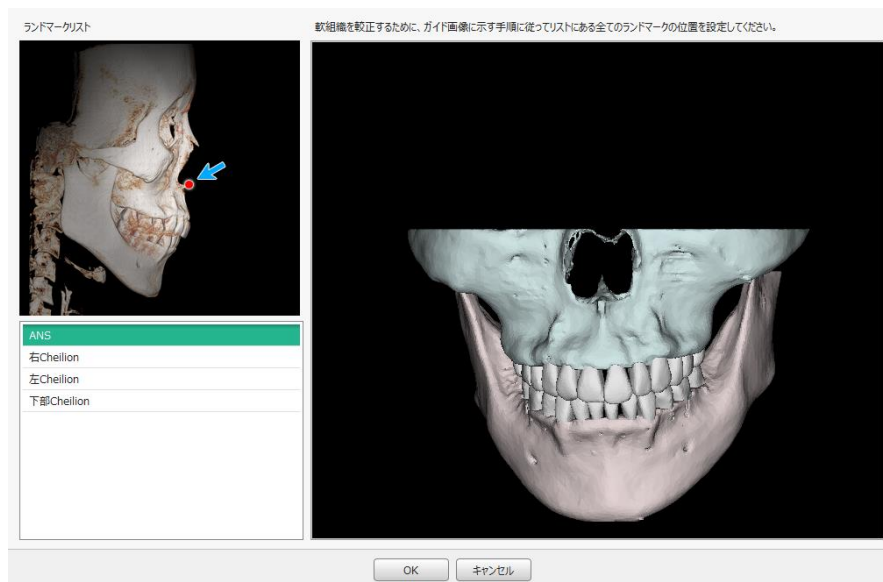 ランドマークリスト
軟組織を較正するために、ガイド画像に示す手順に従ってリストにある全てのランドマークの位置を設定してください。
ANS
右Cheilion
左Cheilion
下部Cheilion
OK
キャンセル